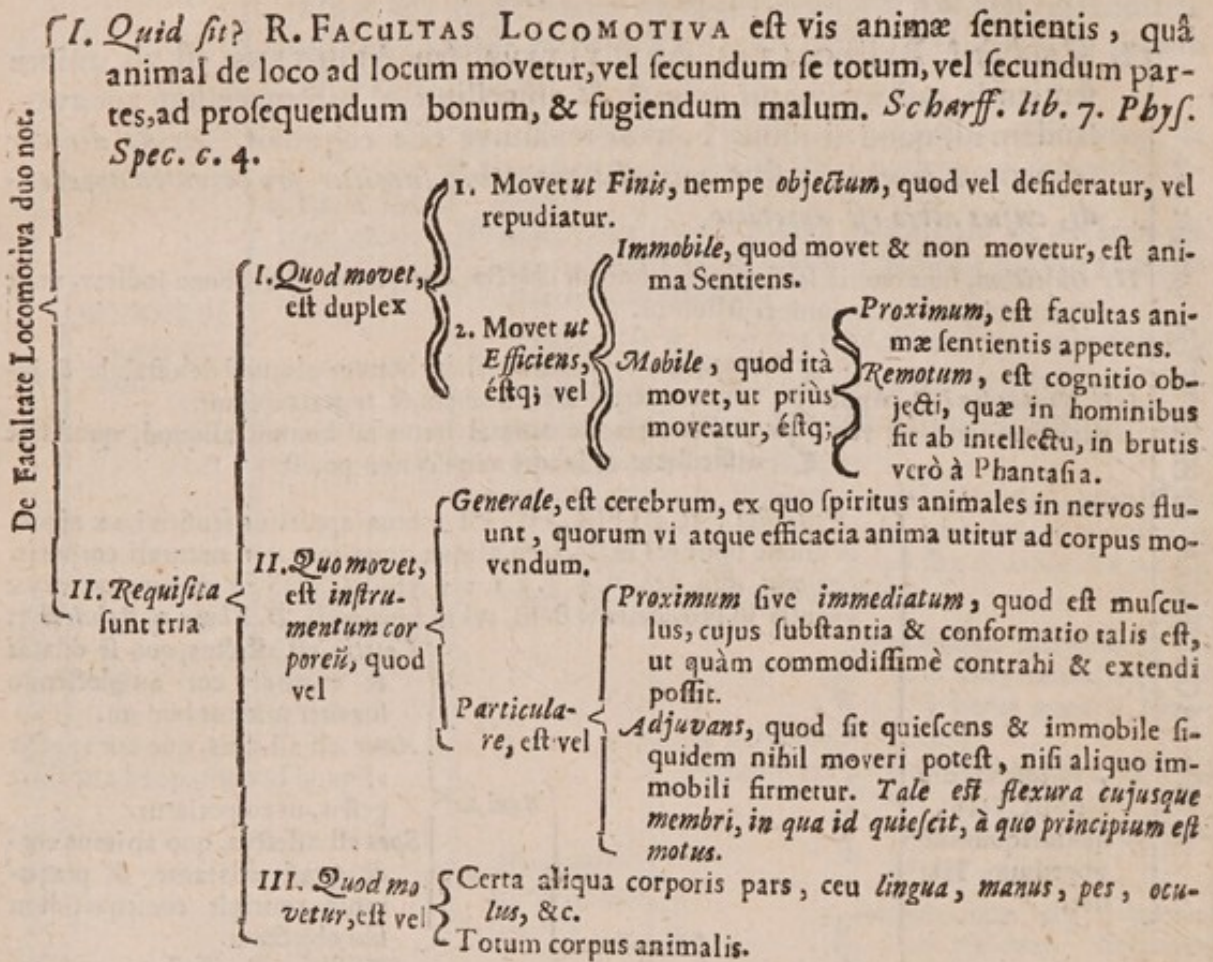 De Facultate Locomotiva duo not.
I. Quid ſit? R. FACULTAS LOCOMOTIVA eſt vis animæ ſentientis, quâ
animal de loco ad locum movetur, vel ſecundum ſe totum, vel ſecundum par-
tes, ad proſequendum bonum, & fugiendum malum. Scharff. lib. 7. Phyſ.
Spec. c. 4.
II. Requiſita
sunt tria
I. Quod movet,
eſt duplex
1. Movet ut Finis, nempe objectum, quod vel deſideratur, vel
repudiatur.
2. Movet ut
Efficiens,
éſtq; vel
Immobile, quod movet & non movetur, eſt ani-
ma Sentiens.
Mobile, quod ità
movet, ut priùs
moveatur, éſtq;
Proximum, eſt facultas ani-
mæ ſentientis appetens.
Remotum, eſt cognitio ob-
jecti, quæ in hominibus
fit ab intellectu, in brutis
verò à Phantaſia.
II. Quo movet,
eſt inſtru-
mentum cor
poreũ, quod
vel
Generale, eſt cerebrum, ex quo ſpiritus animales in nervos flu-
unt, quorum vi atque efficacia anima utitur ad corpus mo-
vendum.
Particula-
re, eſt vel
Proximum ſive immediatum, quod eſt muſcu-
lus, cujus ſubſtantia & conformatio talis eſt,
ut quàm commodiſſimè contrahi & extendi
poſſit.
Adjuvans, quod ſit quieſcens & immobile ſi-
quidem nihil moveri poteſt, niſi aliquo im-
mobili firmetur. Tale eſt flexura cujusque
membri, in qua id quieſcit, à quo principium eſt
motus.
III. Quod mo
vetur, eſt vel
Certa aliqua corporis pars, ceu lingua, manus, pes, ocu-
lus, &c.
Totum corpus animalis.